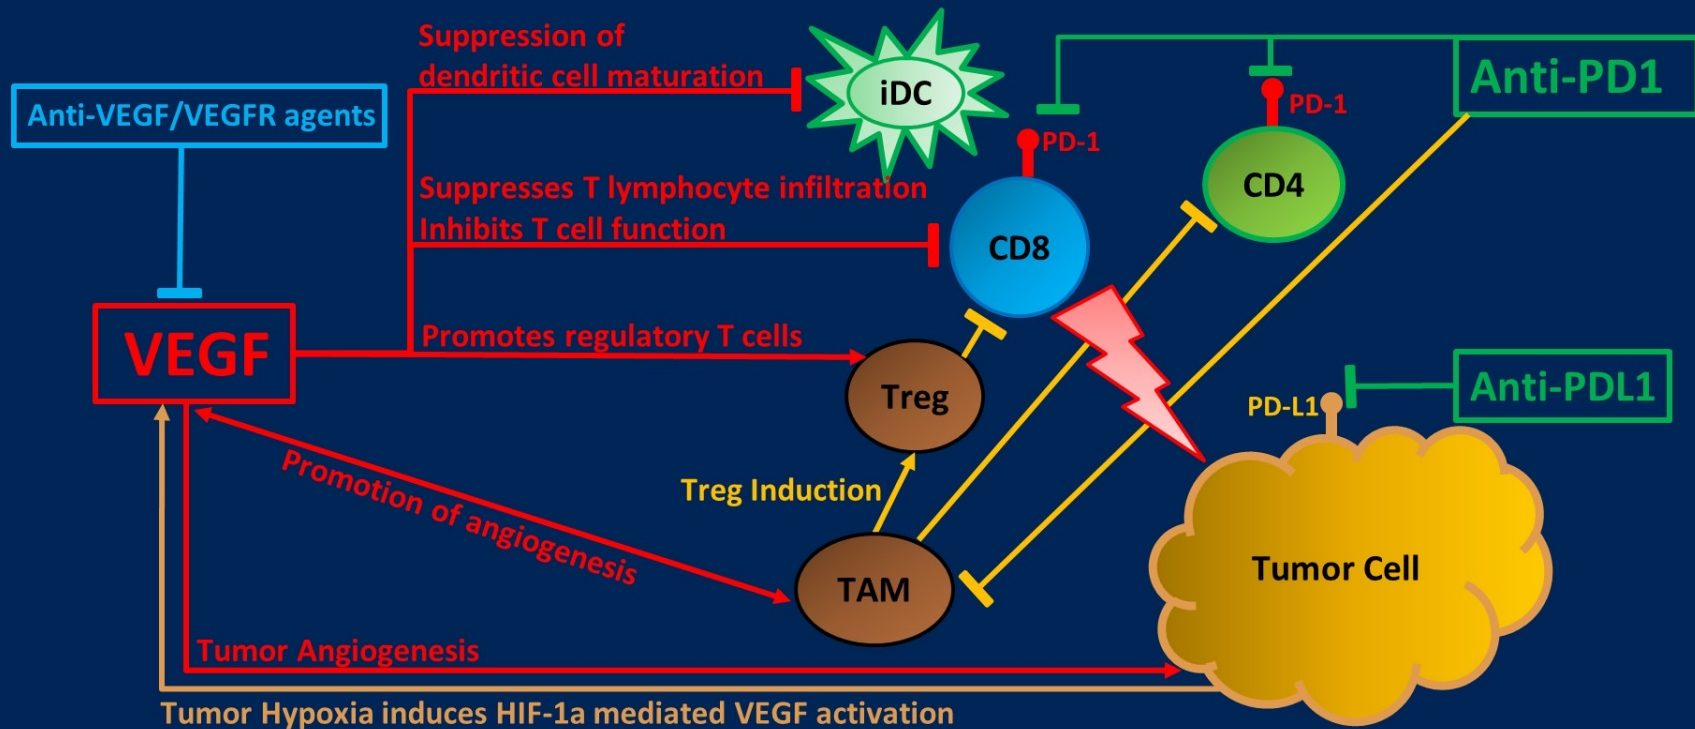 Suppression of
dendritic cell maturation
iDC
Anti-PD1
Anti-VEGF/VEGFR agents
PD-1
PD-1
CD4
Suppresses T lymphocyte infiltration
Inhibits T cell function
CD8
VEGF
Promotes regulatory T cells
Treg
PD-L1
Anti-PDL1
Promotion of angiogenesis
Treg Induction
TAM
Tumor Cell
Tumor Angiogenesis
Tumor Hypoxia induces HIF-1a mediated VEGF activation